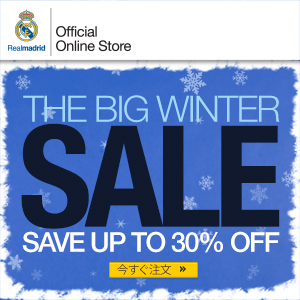 Realmadrid
Official
Online Store
THE BIG WINTER
SALE
SAVE UP TO 30% OFF
今すぐ注文 »